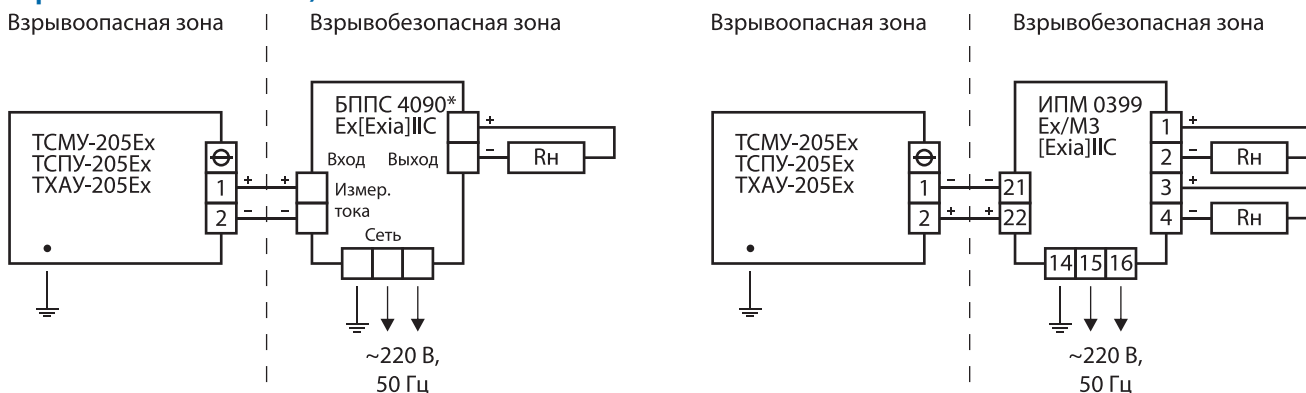 Взрывоопасная зона
Взрывобезопасная зона
ТСМУ-205Ex
ТСПУ-205Ex
ТХАУ-205Ex
1
2
+ +
- -
БППС 4090*
Ex[Exia]IIC
Вход Выход
Измер.
тока
Сеть
+
-
Rн
~220 В,
50 Гц
Взрывоопасная зона
Взрывобезопасная зона
ТСМУ-205Ex
ТСПУ-205Ex
ТХАУ-205Ex
1
2
- -
+ +
21
22
ИПМ 0399
Ex/М3
[Exia]IIC
1 +
2 - Rн
3 +
4 - Rн
14 15 16
~220 В,
50 Гц